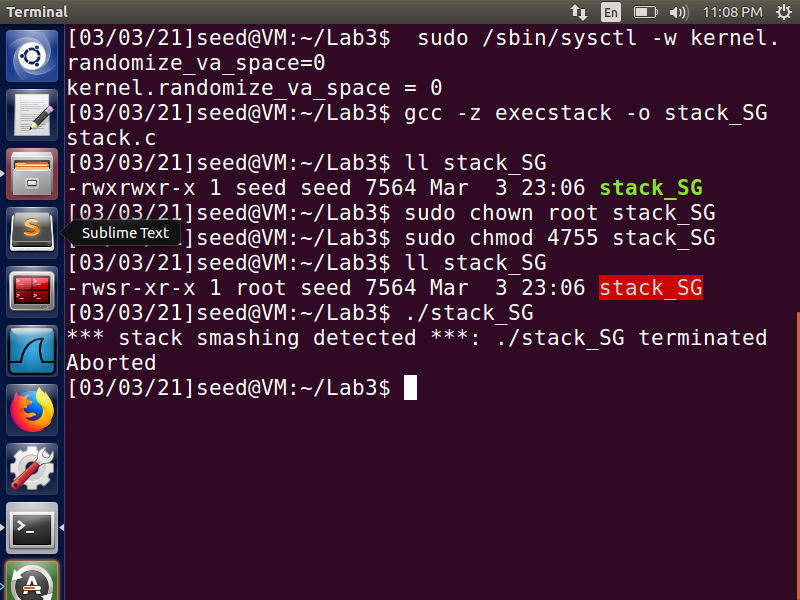 Terminal
En
11:08 PM
[03/03/21]seed@VM:~/Lab3$  sudo /sbin/sysctl -w kernel.
randomize_va_space=0
kernel.randomize_va_space = 0
[03/03/21]seed@VM:~/Lab3$ gcc -z execstack -o stack_SG
stack.c
[03/03/21]seed@VM:~/Lab3$ ll stack_SG
-rwxrwxr-x 1 seed seed 7564 Mar  3 23:06 stack_SG
[03/03/21]seed@VM:~/Lab3$ sudo chown root stack_SG
Sublime Text
]seed@VM:~/Lab3$ sudo chmod 4755 stack_SG
[03/03/21]seed@VM:~/Lab3$ ll stack_SG
-rwsr-xr-x 1 root seed 7564 Mar  3 23:06 stack_SG
[03/03/21]seed@VM:~/Lab3$ ./stack_SG
*** stack smashing detected ***: ./stack_SG terminated
Aborted
[03/03/21]seed@VM:~/Lab3$